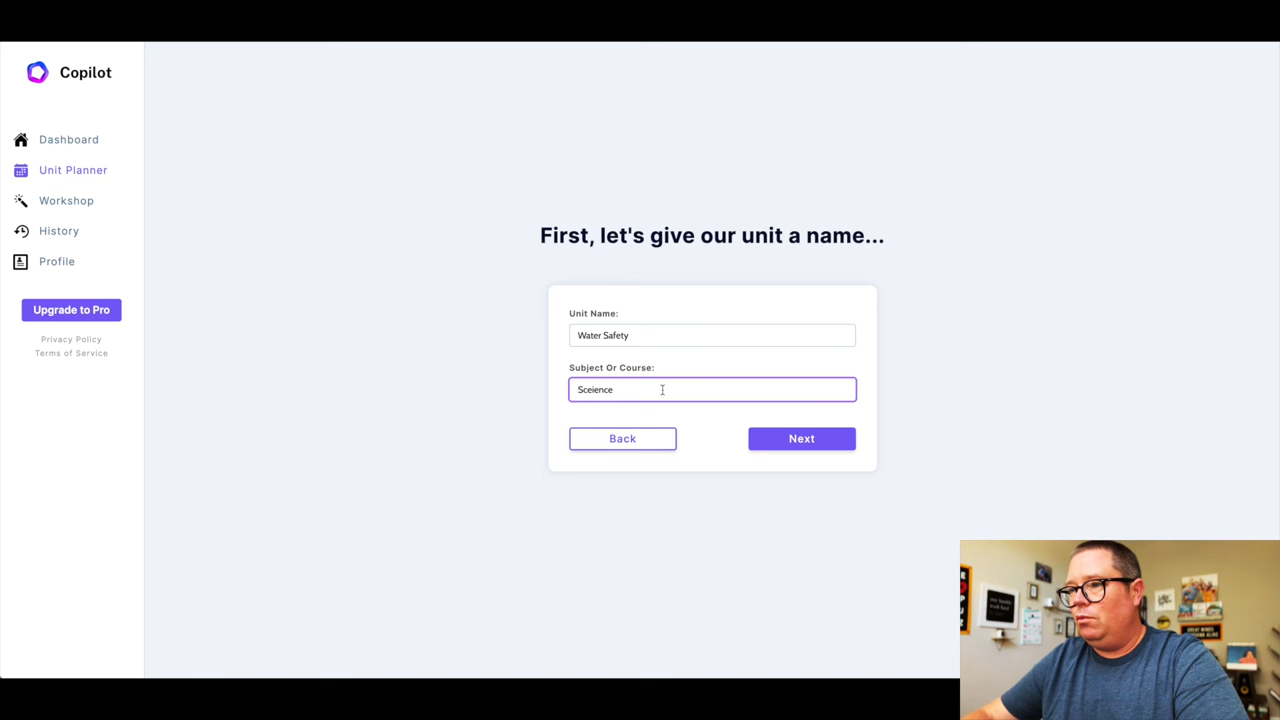 Copilot
Dashboard
Unit Planner
Workshop
History
Profile
Upgrade to Pro
Privacy Policy
Terms of Service
First, let's give our unit a name...
Unit Name:
Water Safety
Subject Or Course:
Sceience
Back
Next